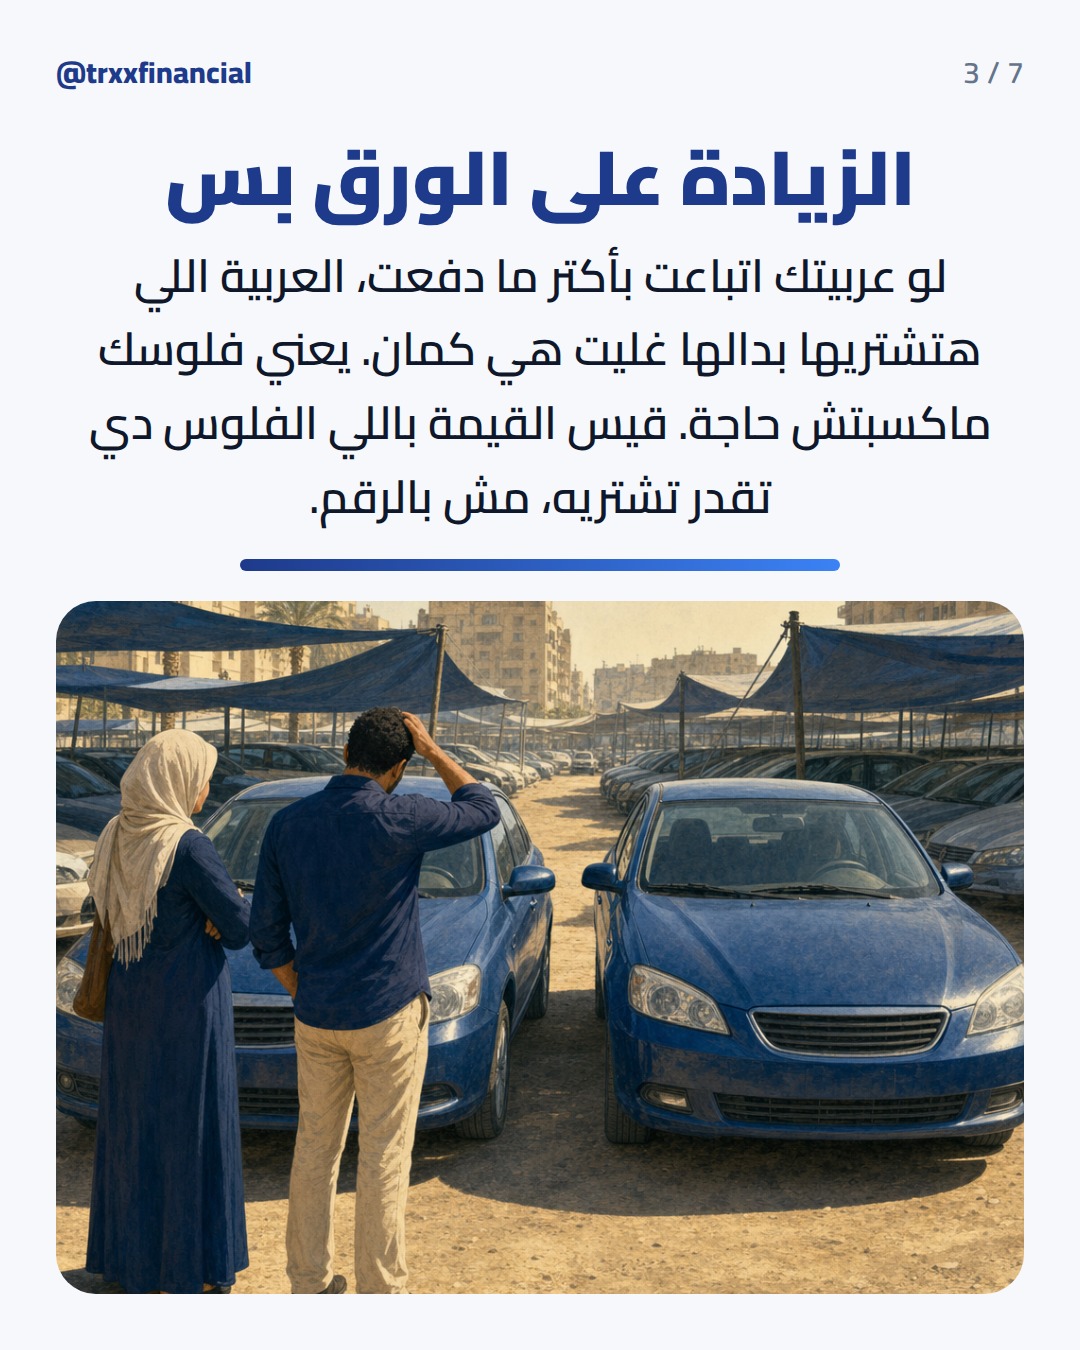 @trxxfinancial
3 / 7
الزيادة على الورق بس
لو عربيتك اتباعت بأكتر ما دفعت، العربية اللي
هتشتريها بدالها غليت هي كمان. يعني فلوسك
ماكسبتش حاجة. قيس القيمة باللي الفلوس دي
تقدر تشتريه، مش بالرقم.